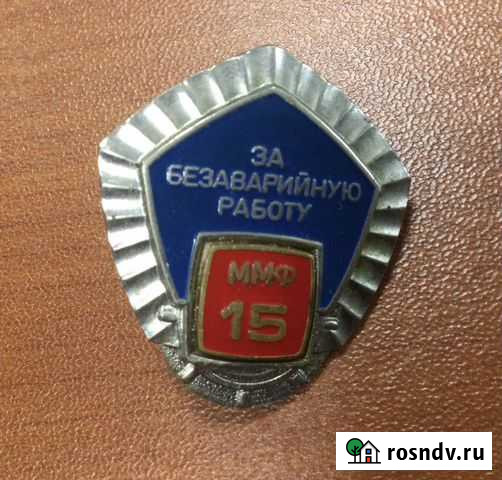 ЗА
БЕЗАВАРИЙНУЮ
РАБОТУ
ММФ
15
rosndv.ru